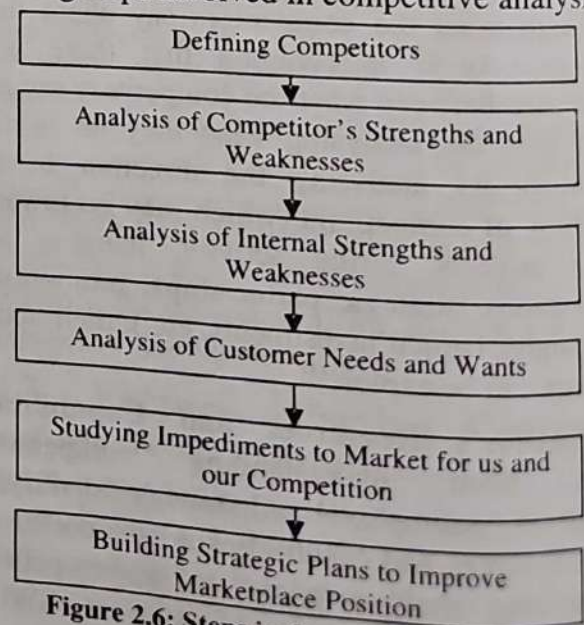 in competitive
Defining Competitors
Analysis of Competitor's Strengths and
Weaknesses
Analysis of Internal Strengths and
Weaknesses
Analysis of Customer Needs and Wants
Studying Impediments to Market for us and
our Competition
Building Strategic Plans to Improve
Marketplace Position
Figure 2.6: